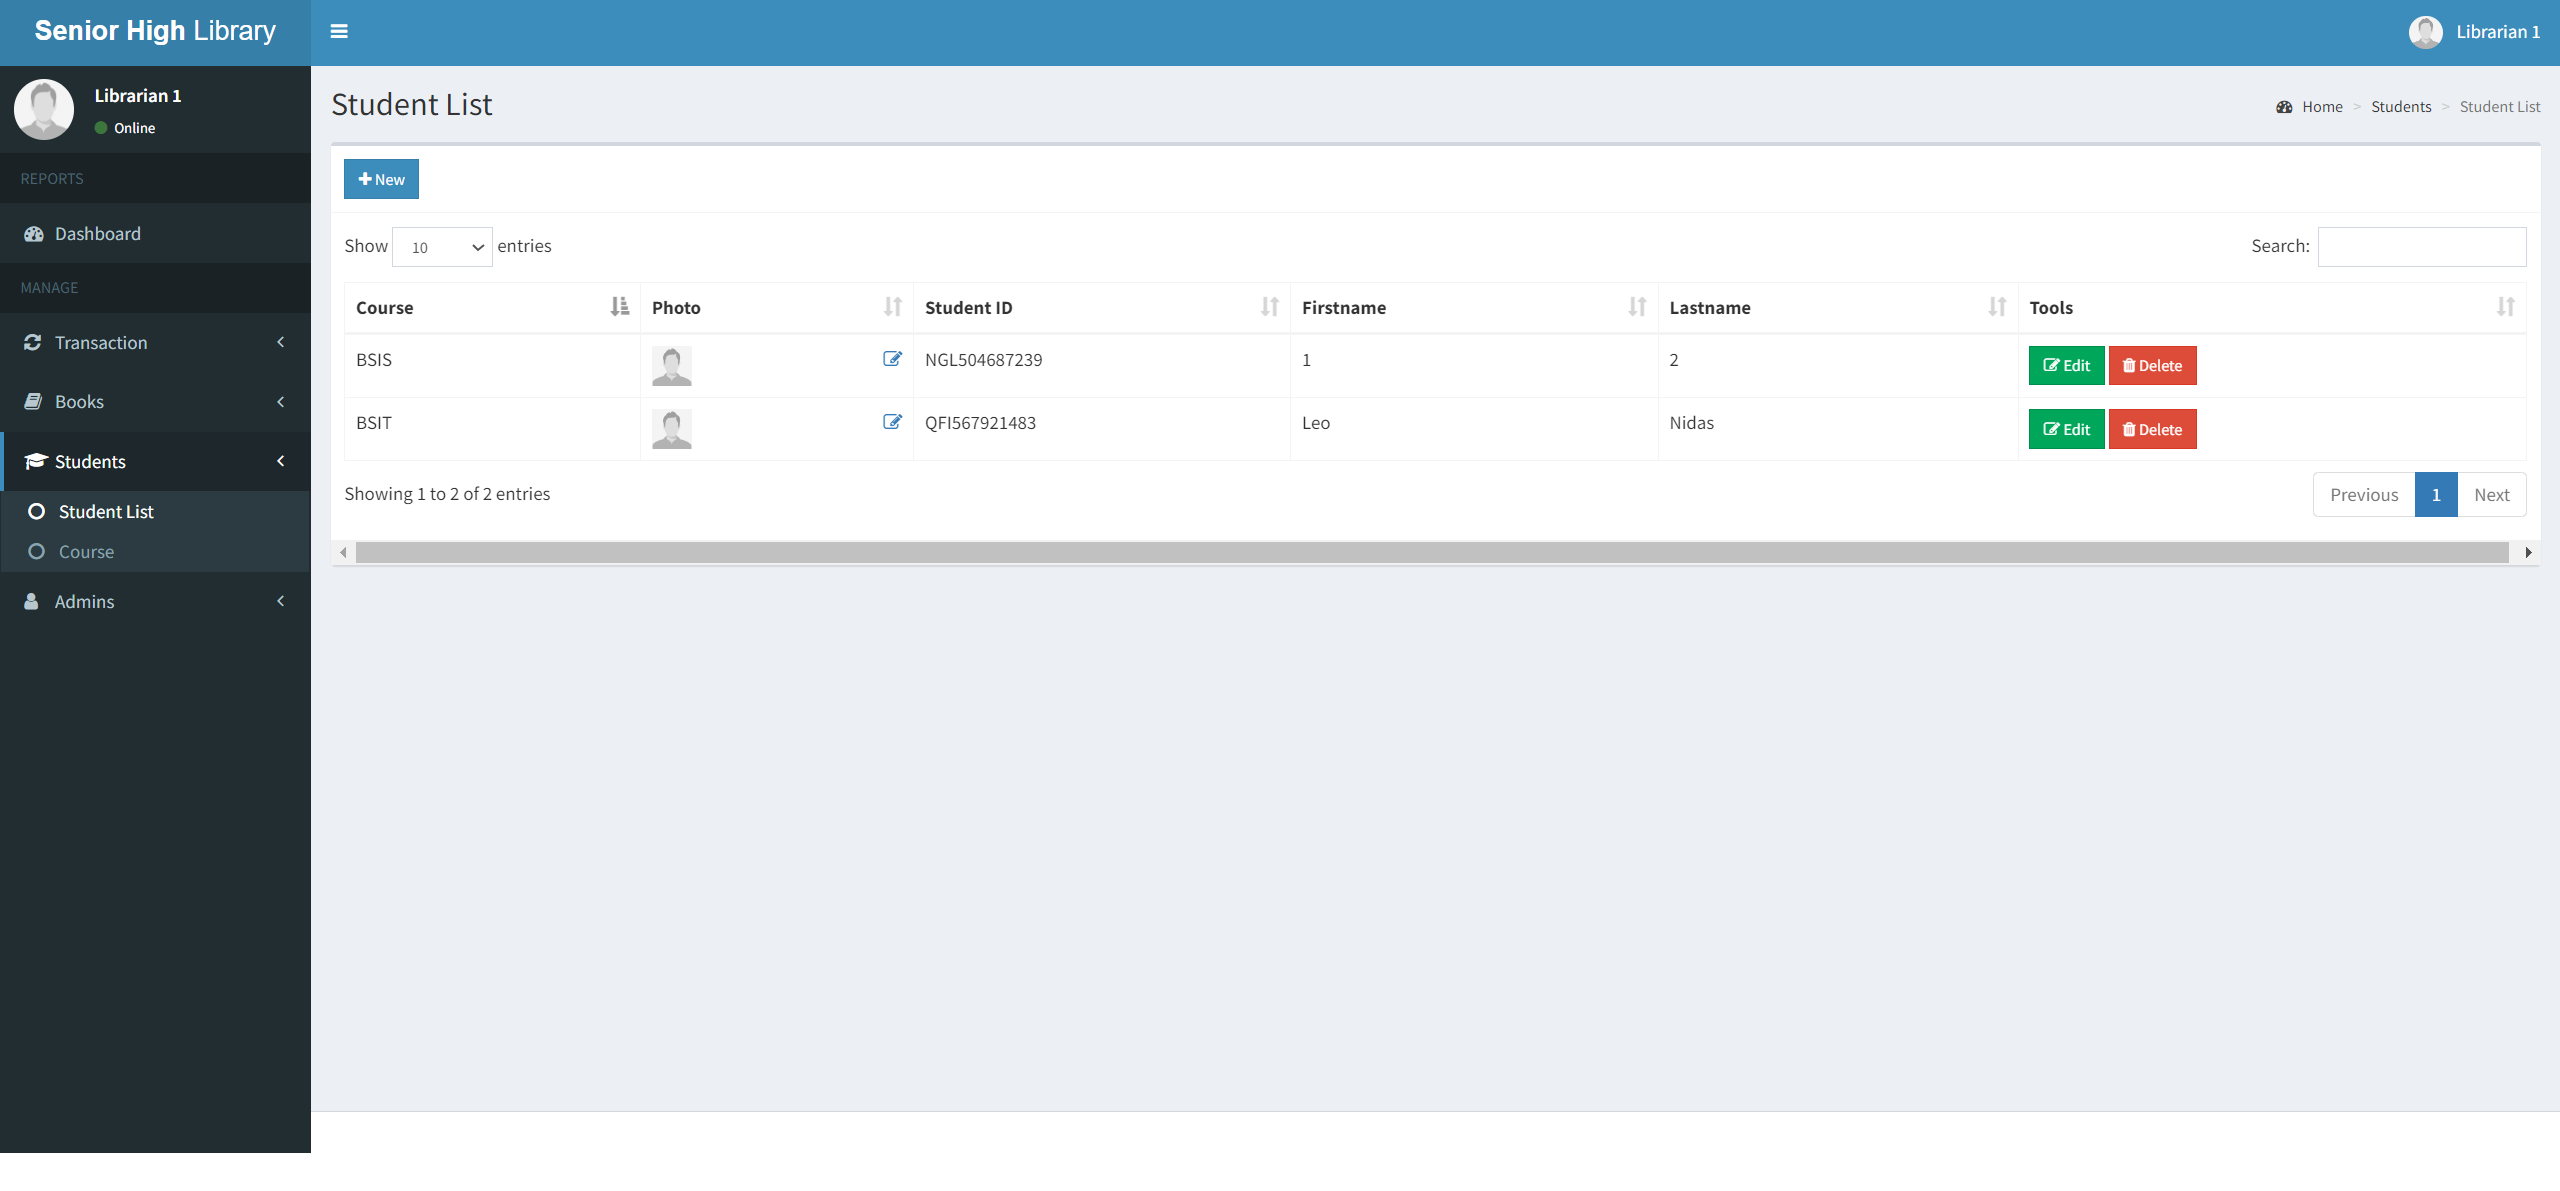 Senior High Library
Librarian 1
Librarian 1
Online
REPORTS
Dashboard
MANAGE
Transaction
Books
Students
Student List
Course
Admins
Student List
Home > Students > Student List
New
Show 10 entries
Search:
Course Photo Student ID Firstname Lastname Tools
BSIS NGL504687239 1 2 Edit Delete
BSIT QFI567921483 Leo Nidas Edit Delete
Showing 1 to 2 of 2 entries
Previous 1 Next